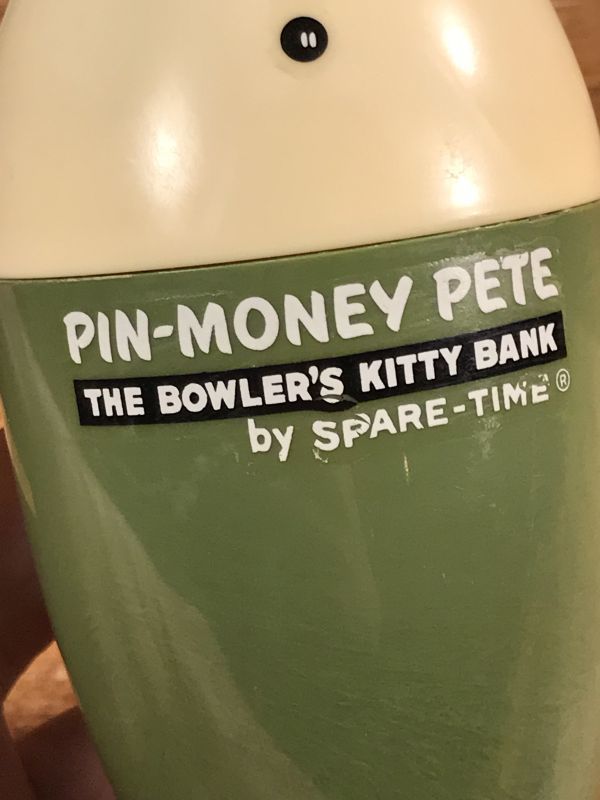 PIN-MONEY PETE
THE BOWLER'S KITTY BANK
by SPARE-TIME®